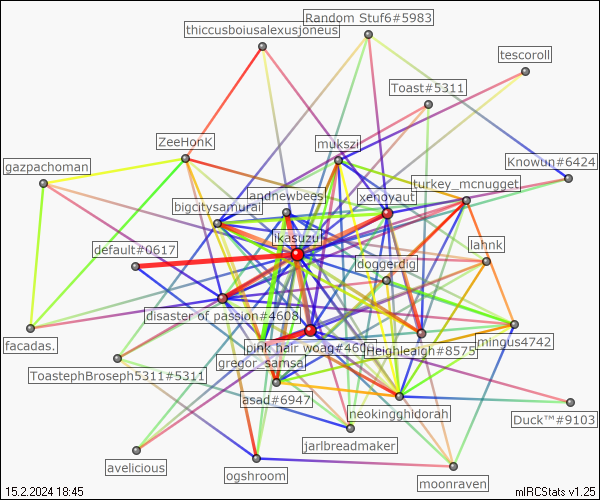 Random Stuf6#5983
thiccusboiusalexusjoneus
tescoroll
Toast#5311
ZeeHonK
mukszi
Knowun#6424
gazpachoman
turkey_mcnugget
xenoyaut
andnewbees
bigcitysamurai
ikasuzu
default#0617
lahnk
doggerdig
disaster of passion#4603
mingus4742
facadas.
pink hair woag#460
Heighleaigh#8575
gregor_samsa
ToastephBroseph5311#5311
asad#6947
neokingghidorah
Duck™#9103
jarlbreadmaker
avelicious
ogshroom
moonraven
15.2.2024 18:45
mIRCStats v1.25